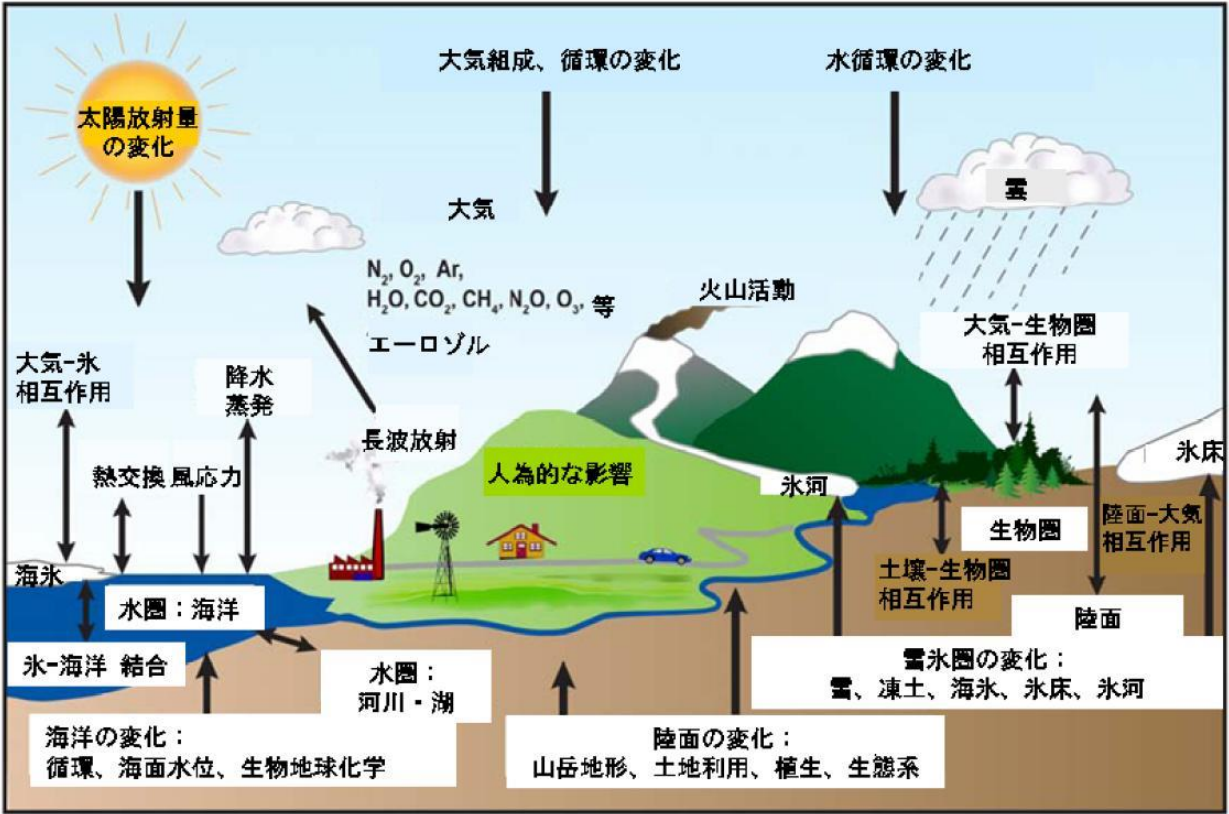 大気組成、循環の変化
水循環の変化
太陽放射量
の変化
雲
大気
N2, O2, Ar,
H2O, CO2, CH4, N2O, O3, 等
エーロゾル
火山活動
大気-生物圏
相互作用
大気-氷
相互作用
降水
蒸発
長波放射
人為的な影響
熱交換
風応力
氷河
氷床
生物圏
陸面-大気
相互作用
海氷
土壌-生物圏
相互作用
水圏：海洋
陸面
氷-海洋 結合
水圏：
河川・湖
雪氷圏の変化：
雪、凍土、海氷、氷床、氷河
海洋の変化：
循環、海面水位、生物地球化学
陸面の変化：
山岳地形、土地利用、植生、生態系